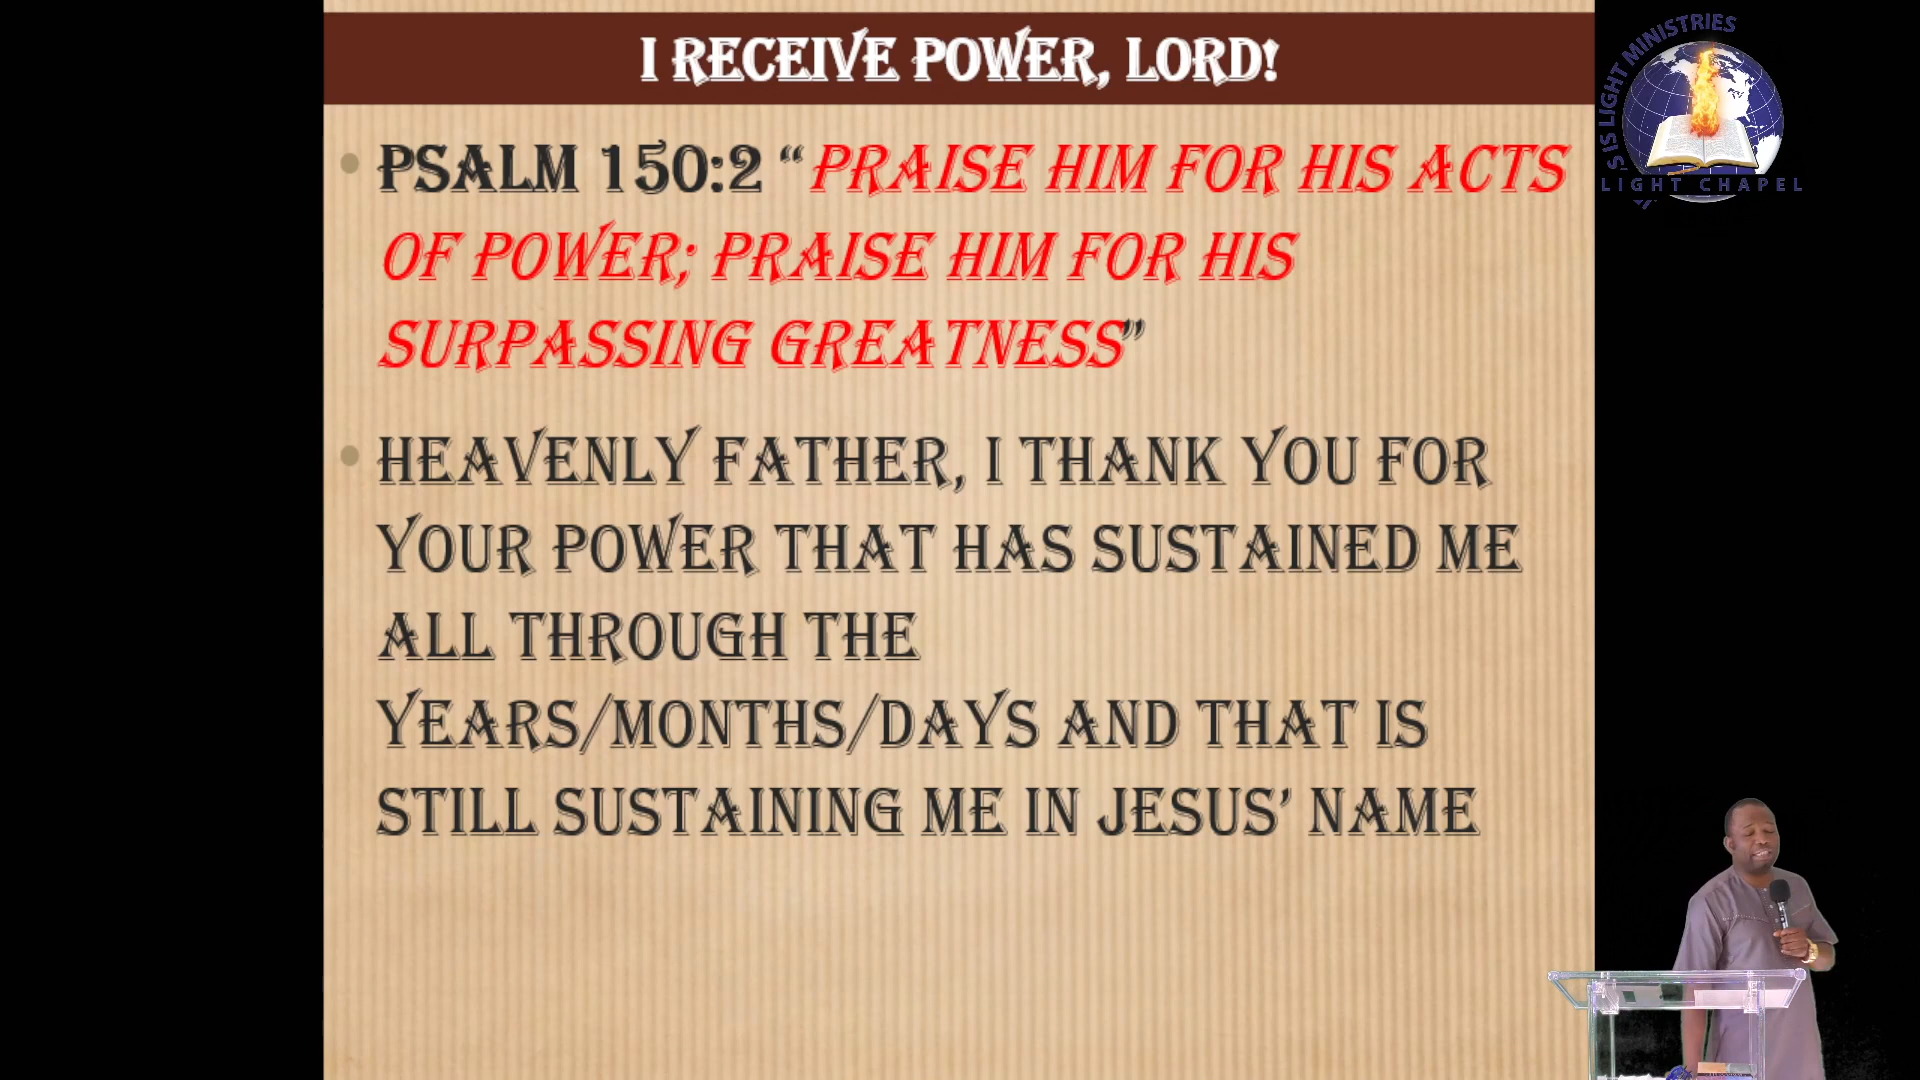 I RECEIVE POWER, LORD!
PSALM 150:2 “PRAISE HIM FOR HIS ACTS
OF POWER; PRAISE HIM FOR HIS
SURPASSING GREATNESS”
HEAVENLY FATHER, I THANK YOU FOR
YOUR POWER THAT HAS SUSTAINED ME
ALL THROUGH THE
YEARS/MONTHS/DAYS AND THAT IS
STILL SUSTAINING ME IN JESUS’ NAME
IS LIGHT MINISTRIES
LIGHT CHAPEL